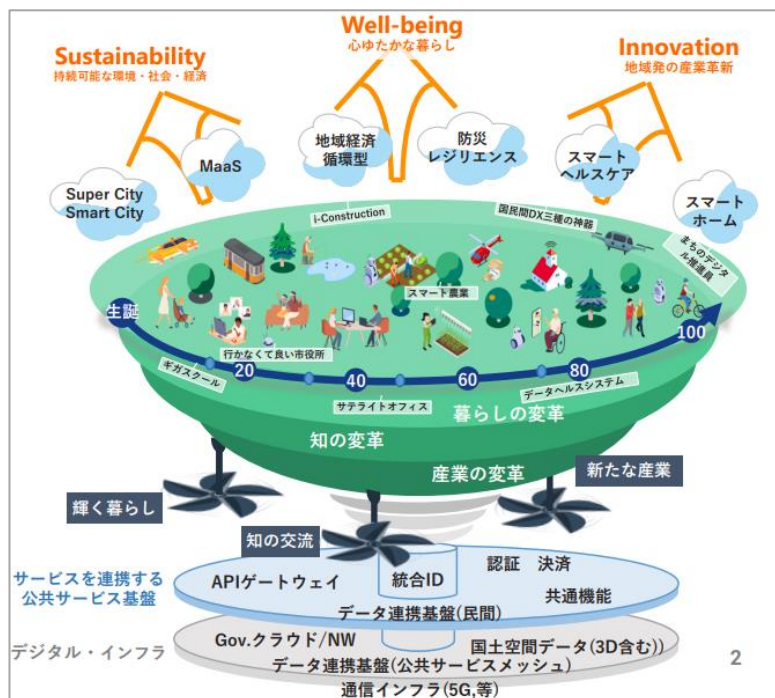 Sustainability
持続可能な環境・社会・経済
Well-being
心ゆたかな暮らし
Innovation
地域発の産業革新
Super City
Smart City
MaaS
地域経済
循環型
防災
レジリエンス
スマート
ヘルスケア
スマート
ホーム
i-Construction
国民間DX三種の神器
まちのデジ
タル推進員
スマート農業
生誕
行かなくて良い市役所
ギガスクール
20
40
60
80
100
サテライトオフィス
データヘルスシステム
暮らしの変革
知の変革
産業の変革
輝く暮らし
知の交流
新たな産業
サービスを連携する
公共サービス基盤
APIゲートウェイ
統合ID
認証 決済
共通機能
データ連携基盤(民間)
デジタル・インフラ
Gov.クラウド/NW
国土空間データ(3D含む))
データ連携基盤(公共サービスメッシュ)
通信インフラ(5G,等)
2